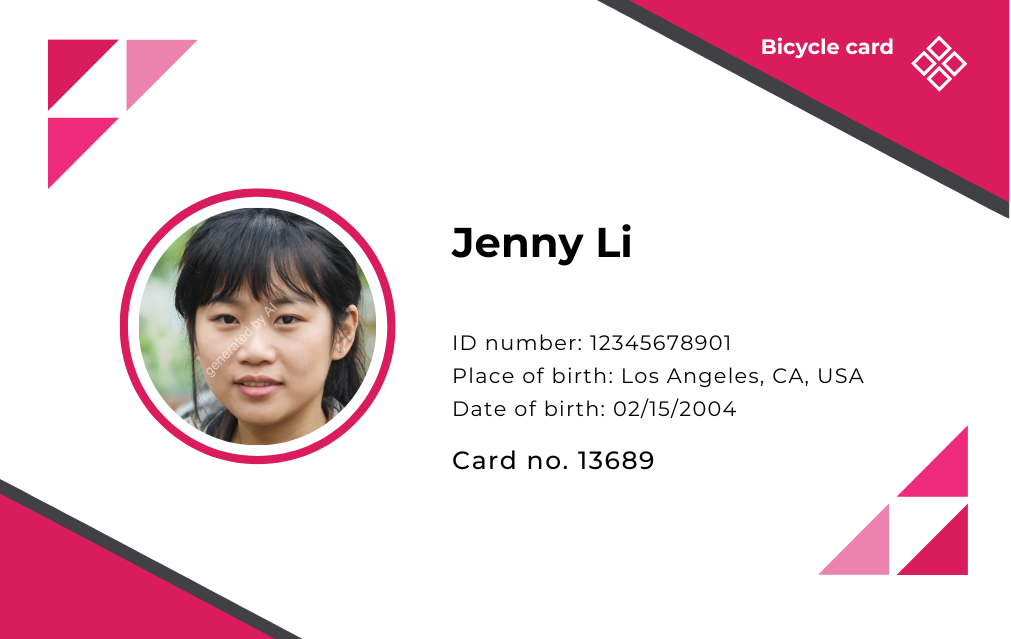 Bicycle card
Jenny Li
generated by AI
ID number: 12345678901
Place of birth: Los Angeles, CA, USA
Date of birth: 02/15/2004
Card no. 13689